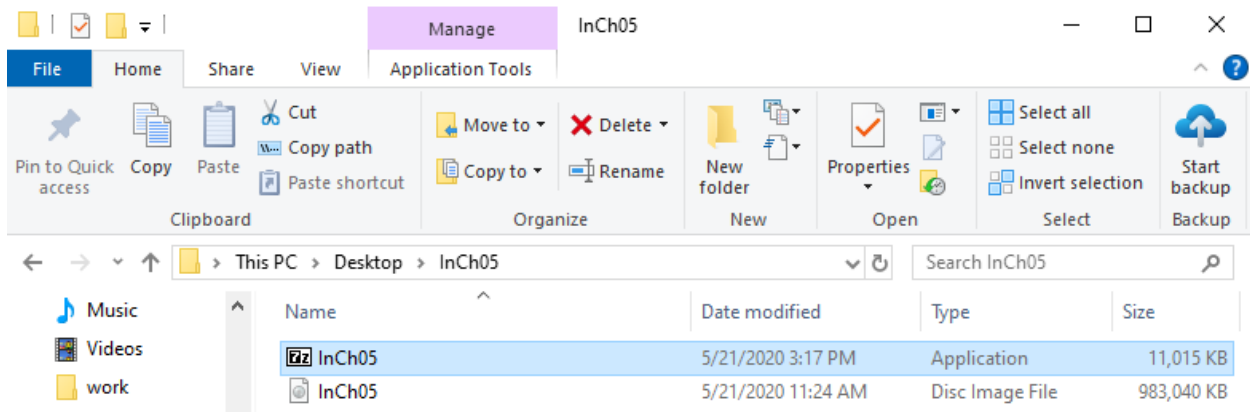 Manage InCh05
File Home Share View Application Tools
Pin to Quick access
Copy
Paste
Cut
Copy path
Paste shortcut
Move to
Copy to
Delete
Rename
New folder
Properties
Select all
Select none
Invert selection
Start backup
Clipboard Organize New Open Select Backup
This PC > Desktop > InCh05
Search InCh05
Music
Videos
work
Name Date modified Type Size
7z InCh05 5/21/2020 3:17 PM Application 11,015 KB
InCh05 5/21/2020 11:24 AM Disc Image File 983,040 KB